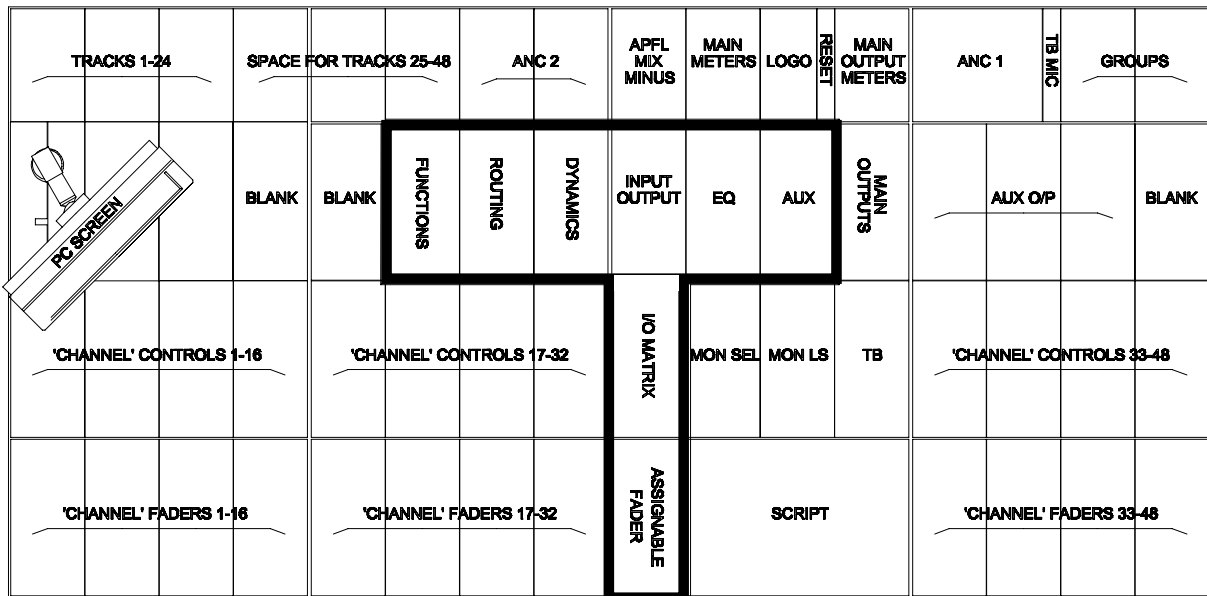 TRACKS 1-24
SPACE FOR TRACKS 25-48
ANC 2
APFL
MIX
MINUS
MAIN
METERS
LOGO
RESET
MAIN
OUTPUT
METERS
ANC 1
TB MIC
GROUPS
PC SCREEN
BLANK
BLANK
FUNCTIONS
ROUTING
DYNAMICS
INPUT
OUTPUT
EQ
AUX
MAIN
OUTPUTS
AUX O/P
BLANK
'CHANNEL' CONTROLS 1-16
'CHANNEL' CONTROLS 17-32
I/O MATRIX
MON SEL
MON LS
TB
'CHANNEL' CONTROLS 33-48
'CHANNEL' FADERS 1-16
'CHANNEL' FADERS 17-32
ASSIGNABLE
FADER
SCRIPT
'CHANNEL' FADERS 33-48